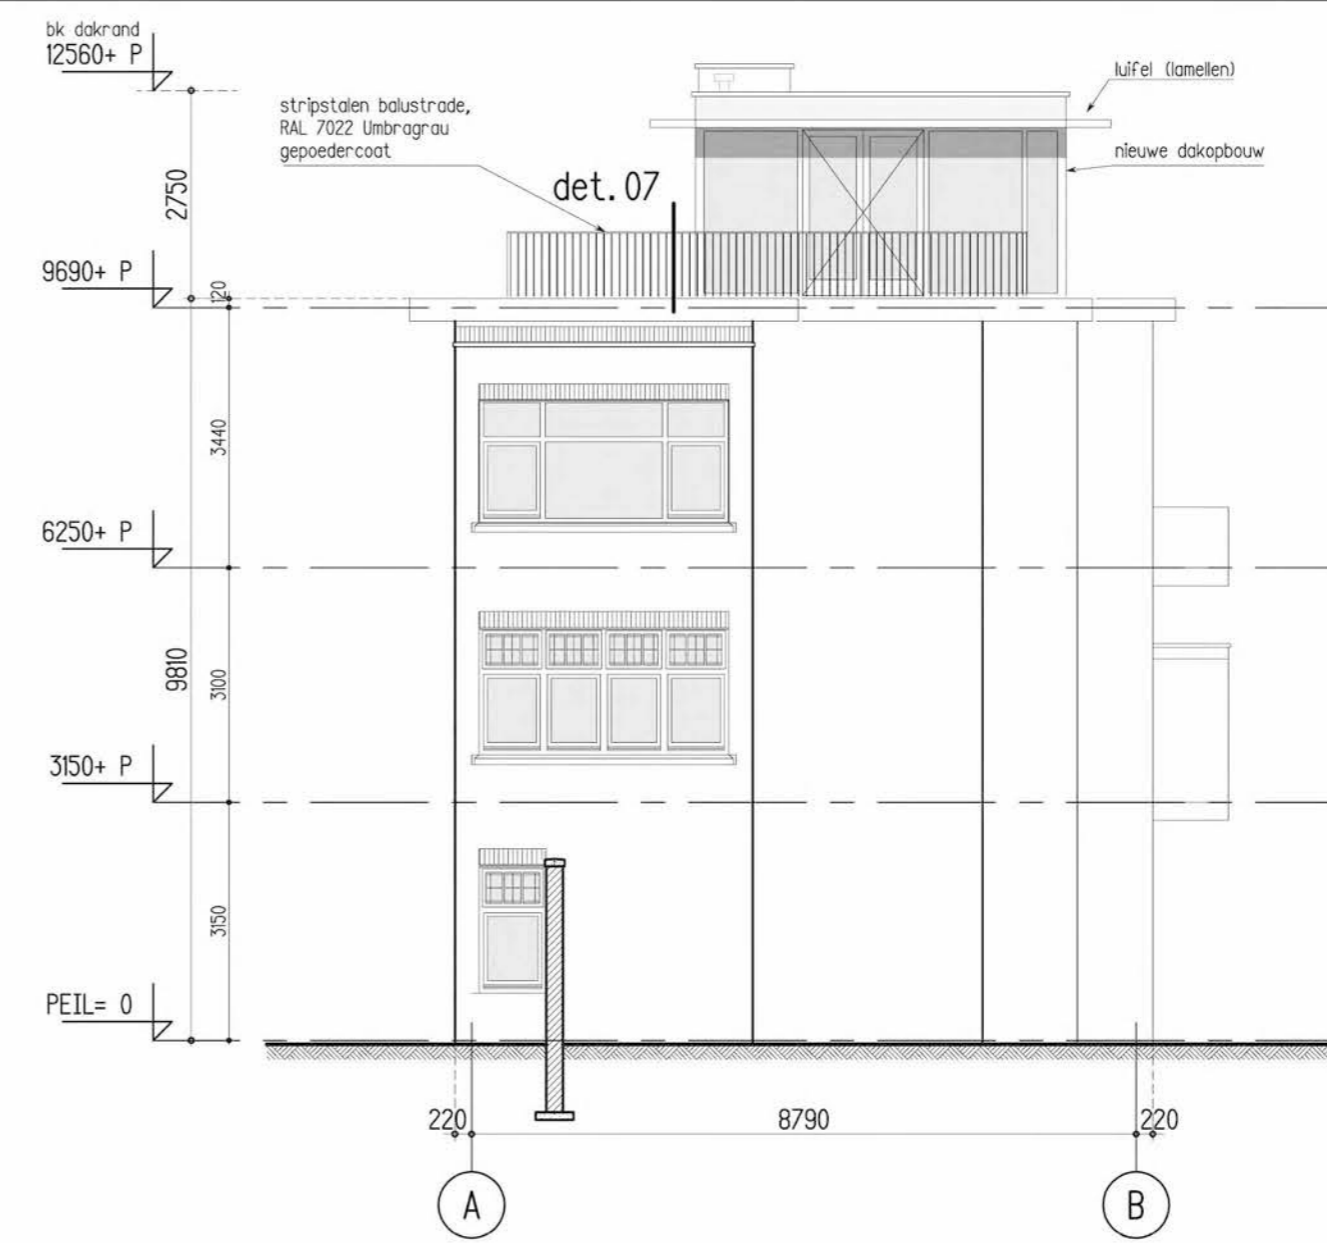 bk dakrand
12560+ P
luifel (lamellen)
stripstalen balustrade,
RAL 7022 Umbragrau
gepoedercoat
nieuwe dakopbouw
det. 07
2750
9690+ P
120
3440
6250+ P
9810
3100
3150+ P
3150
PEIL= 0
220
8790
220
A
B